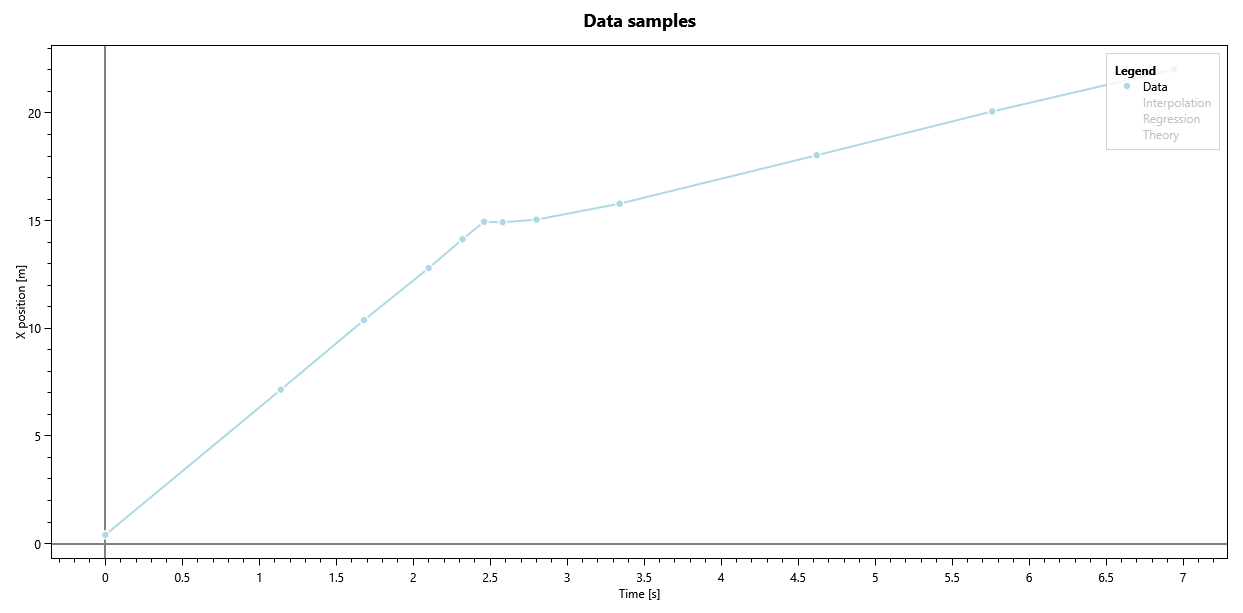 Data samples
Legend
Data
Interpolation
Regression
Theory
20
15
10
5
0
X position [m]
0 0.5 1 1.5 2 2.5 3 3.5 4 4.5 5 5.5 6 6.5 7
Time [s]